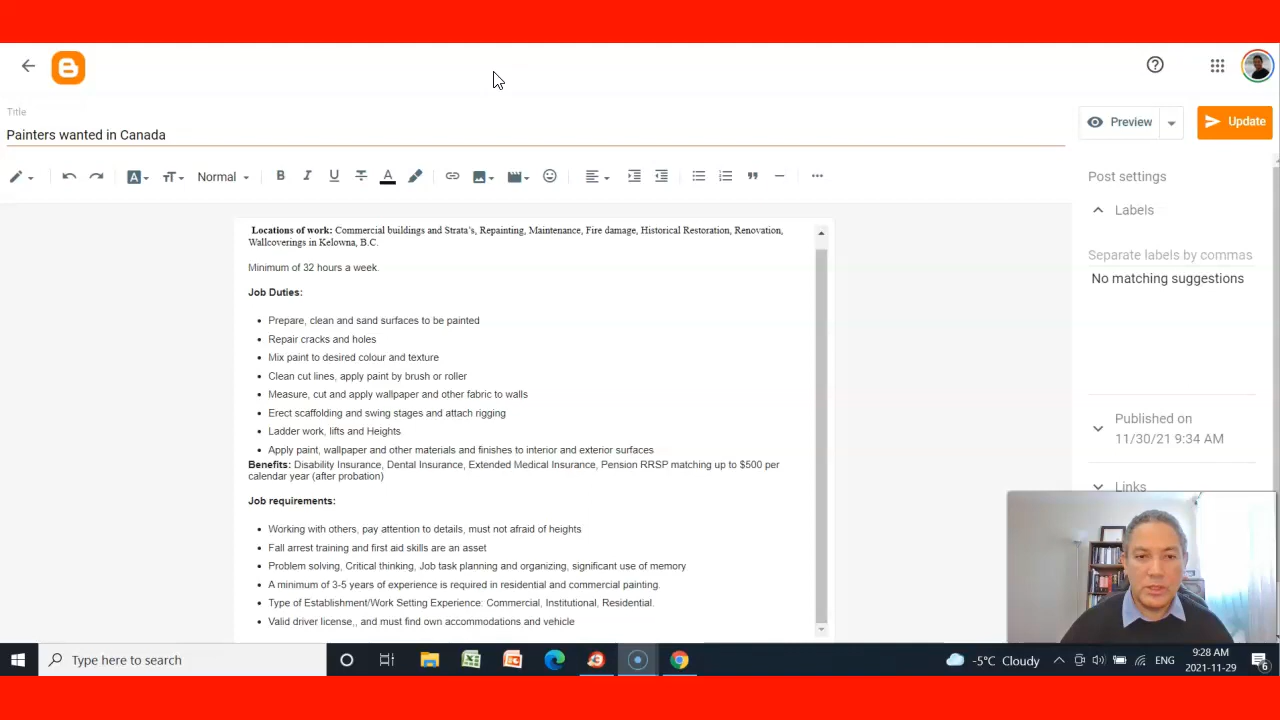 Title
Painters wanted in Canada
Preview
Update
Normal
Post settings
Labels
Separate labels by commas
No matching suggestions
Published on
11/30/21 9:34 AM
Links
Locations of work: Commercial buildings and Strata's, Repainting, Maintenance, Fire damage, Historical Restoration, Renovation,
Wallcoverings in Kelowna, B.C.
Minimum of 32 hours a week.
Job Duties:
Prepare, clean and sand surfaces to be painted
Repair cracks and holes
Mix paint to desired colour and texture
Clean cut lines, apply paint by brush or roller
Measure, cut and apply wallpaper and other fabric to walls
Erect scaffolding and swing stages and attach rigging
Ladder work, lifts and Heights
Apply paint, wallpaper and other materials and finishes to interior and exterior surfaces
Benefits: Disability Insurance, Dental Insurance, Extended Medical Insurance, Pension RRSP matching up to $500 per
calendar year (after probation)
Job requirements:
Working with others, pay attention to details, must not afraid of heights
Fall arrest training and first aid skills are an asset
Problem solving, Critical thinking, Job task planning and organizing, significant use of memory
A minimum of 3-5 years of experience is required in residential and commercial painting.
Type of Establishment/Work Setting Experience: Commercial, Institutional, Residential.
Valid driver license,, and must find own accommodations and vehicle
Type here to search
-5°C Cloudy
ENG
9:28 AM
2021-11-29
6